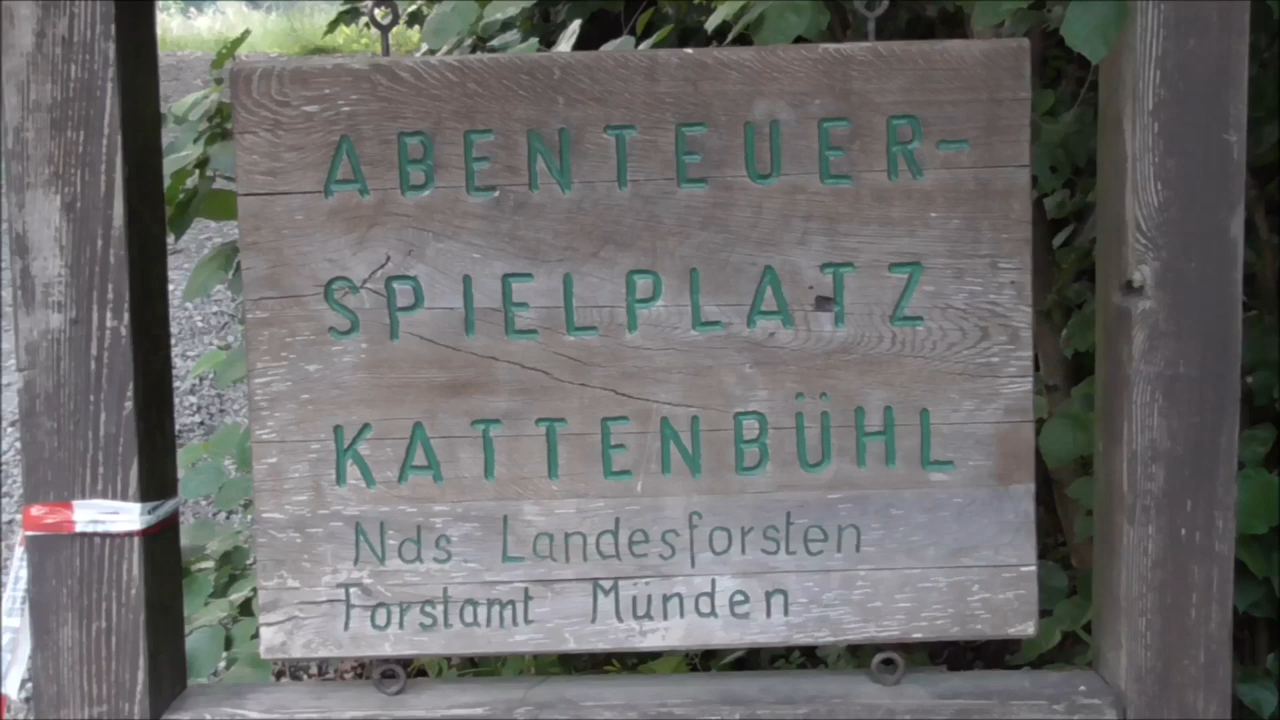 ABENTEUER-
SPIELPLATZ
KATTENBÜHL
Nds Landesforsten
Forstamt Münden